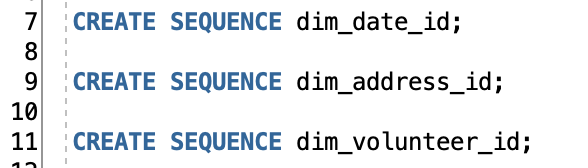 7 CREATE SEQUENCE dim_date_id;
8
9 CREATE SEQUENCE dim_address_id;
10
11 CREATE SEQUENCE dim_volunteer_id;